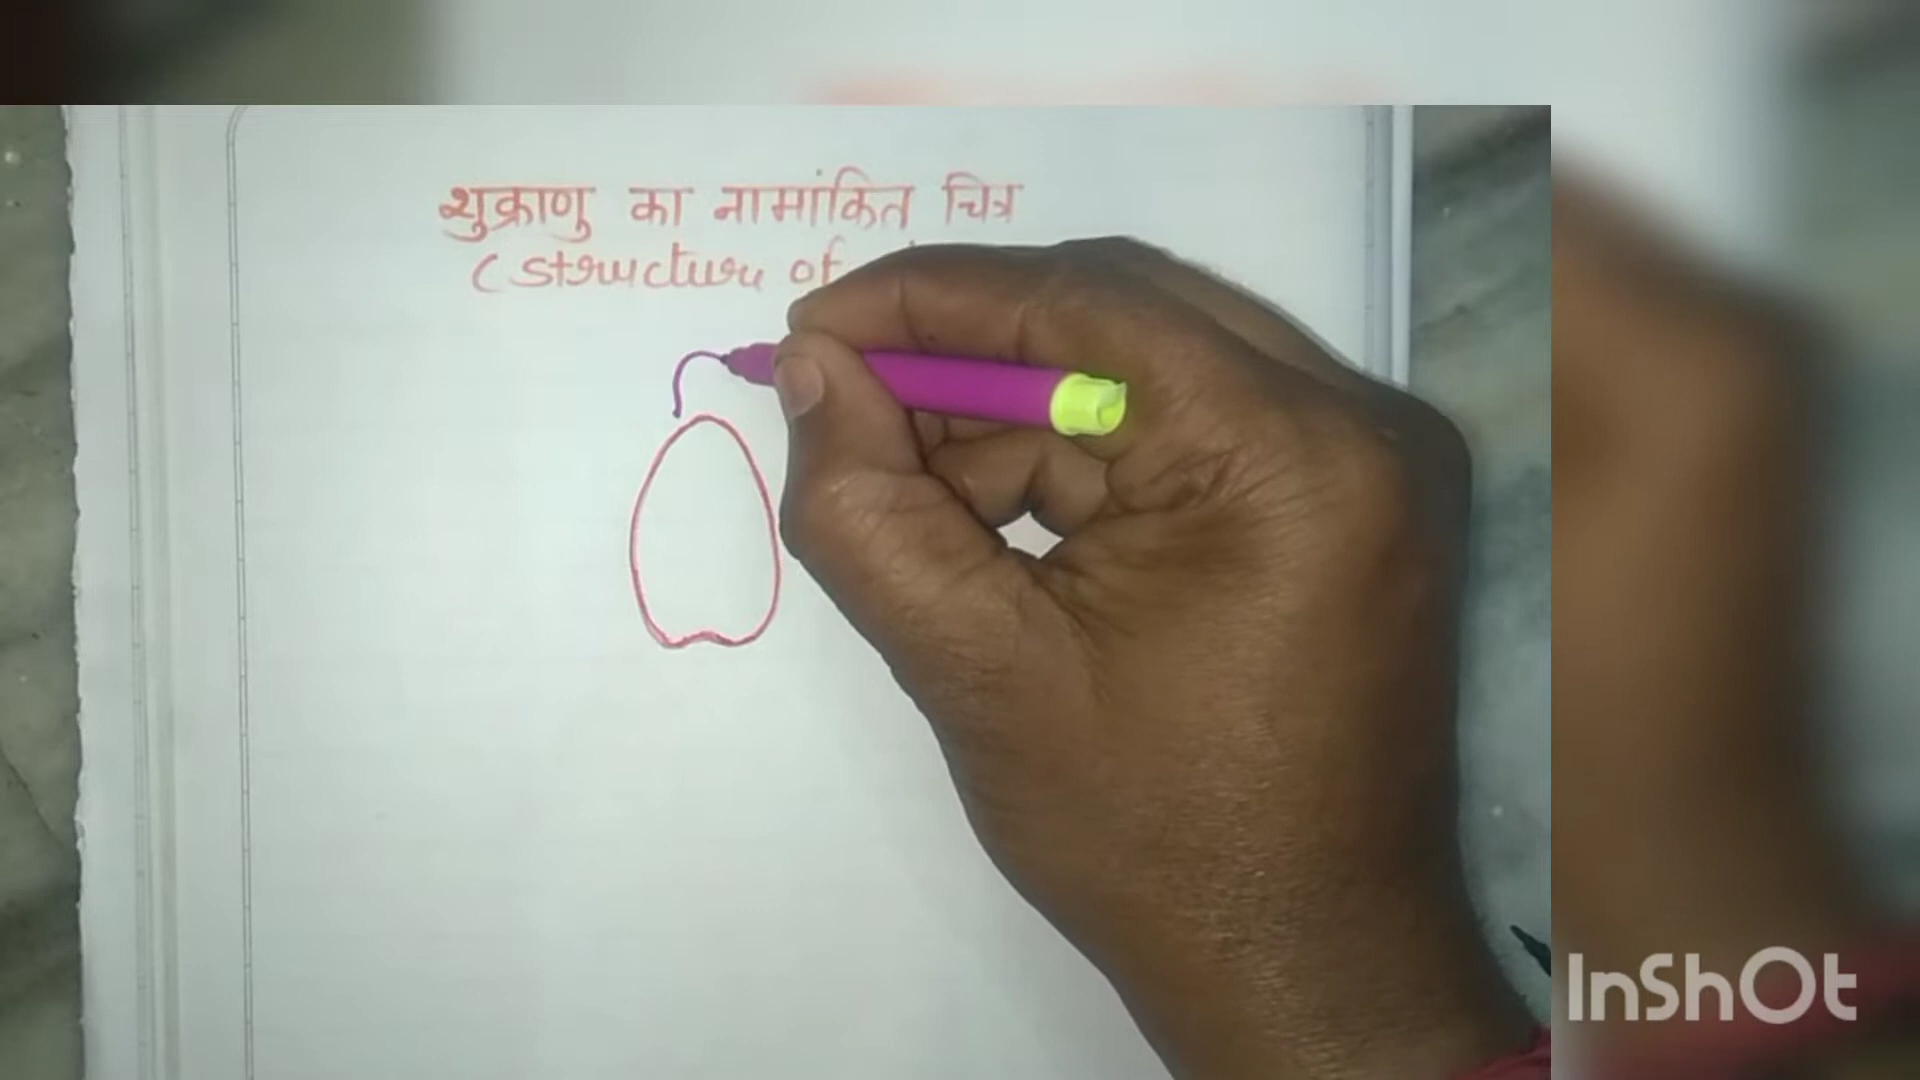 शुक्राणु का नामांकित चित्र
(structure of
InShOt